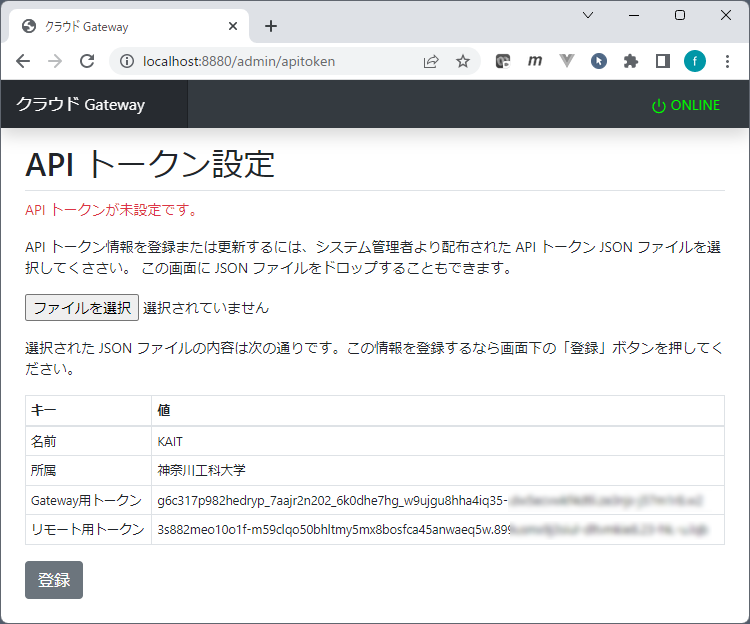 クラウド Gateway
localhost:8880/admin/apitoken
m
f
クラウド Gateway
ONLINE
API トークン設定
API トークンが未設定です。
API トークン情報を登録または更新するには、システム管理者より配布された API トークン JSON ファイルを選
択してくささい。 この画面に JSON ファイルをドロップすることもできます。
ファイルを選択 選択されていません
選択された JSON ファイルの内容は次の通りです。この情報を登録するなら画面下の「登録」ボタンを押してく
ださい。
キー 値
名前 KAIT
所属 神奈川工科大学
Gateway用トークン g6c317p982hedryp_7aajr2n202_6k0dhe7hg_w9ujgu8hha4iq35-
リモート用トークン 3s882meo10o1f-m59clqo50bhltmy5mx8bosfca45anwaeq5w.899
登録